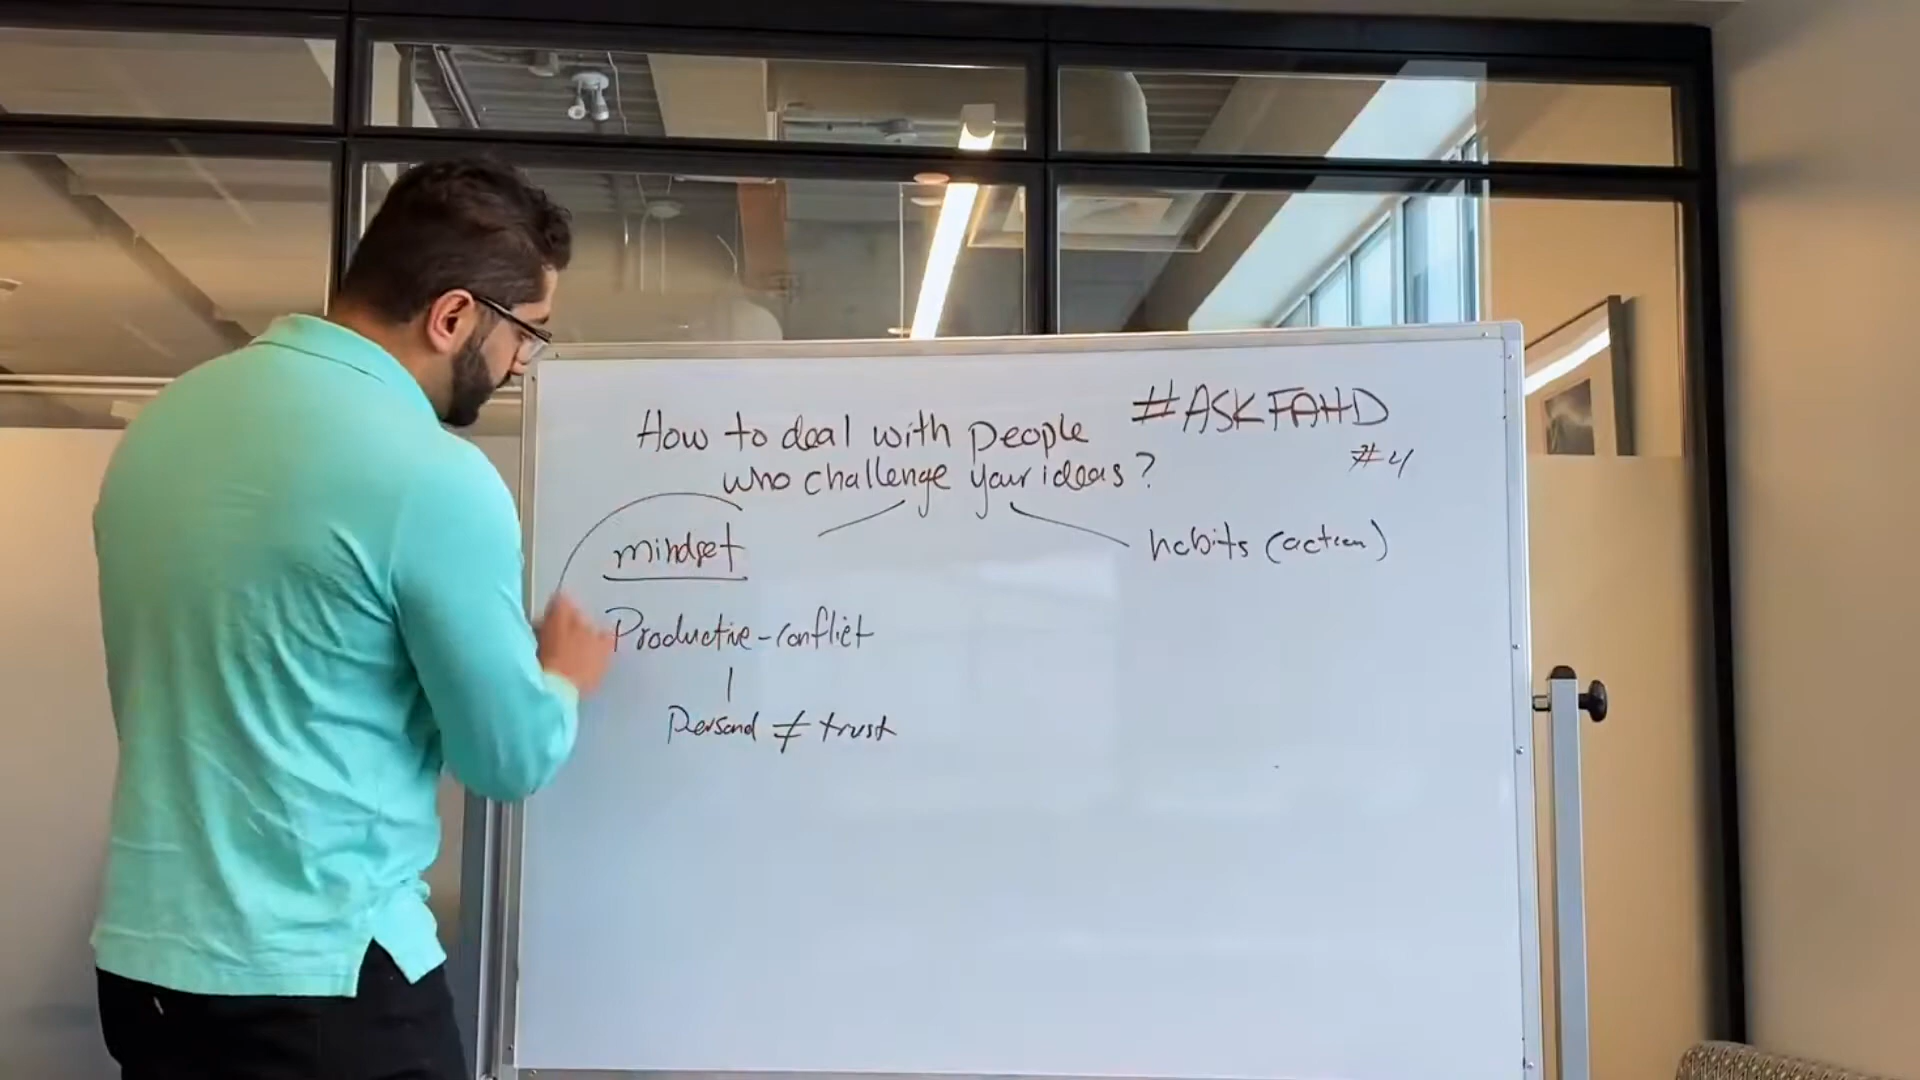 How to deal with people
who challenge your ideas?
#ASKFAHD
#4
mindset
habits (action)
Productive-conflict
Personal ≠ trust